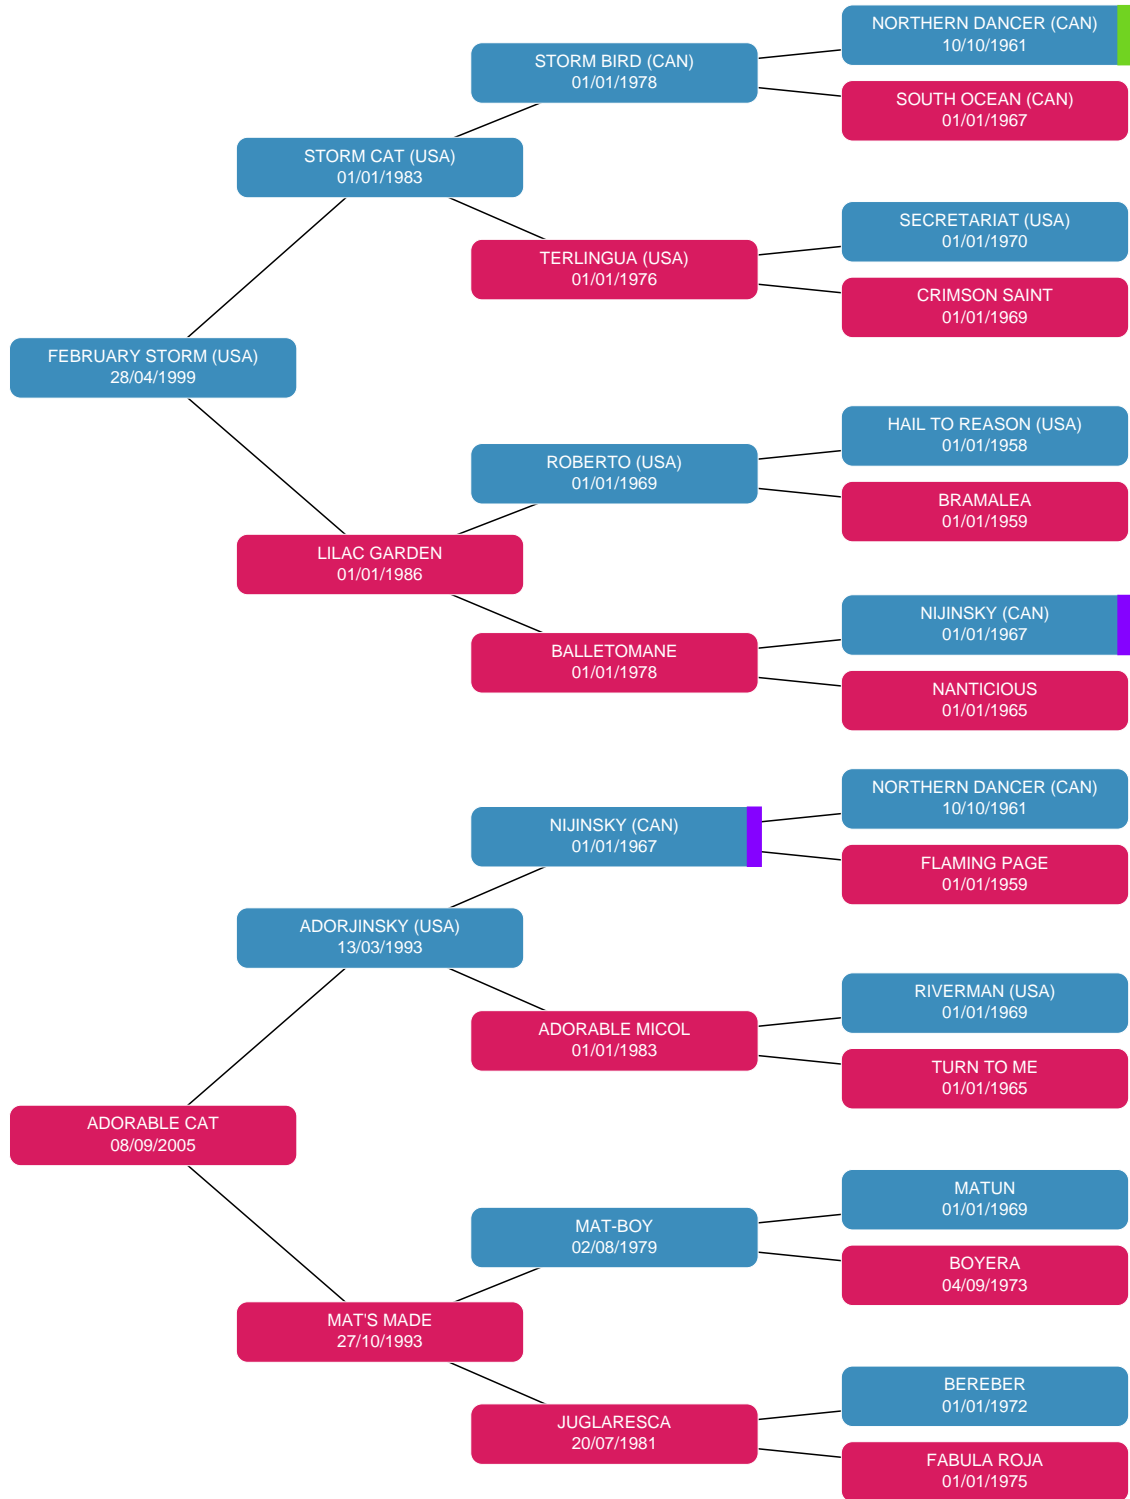 NORTHERN DANCER (CAN)
10/10/1961
STORM BIRD (CAN)
01/01/1978
SOUTH OCEAN (CAN)
01/01/1967
STORM CAT (USA)
01/01/1983
SECRETARIAT (USA)
01/01/1970
TERLINGUA (USA)
01/01/1976
CRIMSON SAINT
01/01/1969
FEBRUARY STORM (USA)
28/04/1999
HAIL TO REASON (USA)
01/01/1958
ROBERTO (USA)
01/01/1969
BRAMALEA
01/01/1959
LILAC GARDEN
01/01/1986
NIJINSKY (CAN)
01/01/1967
BALLETOMANE
01/01/1978
NANTICIOUS
01/01/1965
NORTHERN DANCER (CAN)
10/10/1961
NIJINSKY (CAN)
01/01/1967
FLAMING PAGE
01/01/1959
ADORJINSKY (USA)
13/03/1993
RIVERMAN (USA)
01/01/1969
ADORABLE MICOL
01/01/1983
TURN TO ME
01/01/1965
ADORABLE CAT
08/09/2005
MATUN
01/01/1969
MAT-BOY
02/08/1979
BOYERA
04/09/1973
MAT'S MADE
27/10/1993
BEREBER
01/01/1972
JUGLARESCA
20/07/1981
FABULA ROJA
01/01/1975